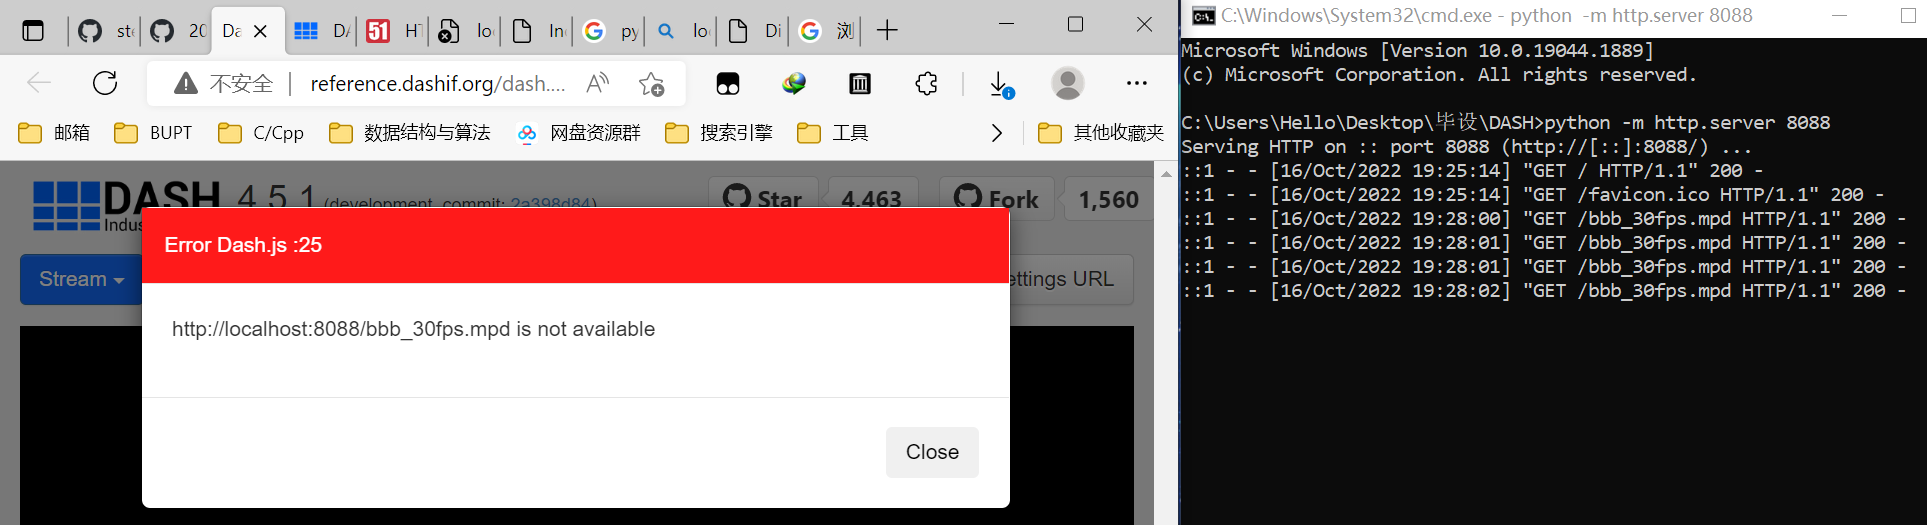 ste
20
Da
DA
51
HT
loc
In
py
lo
Di
浏
不安全
reference.dashif.org/dash....
邮箱
BUPT
C/Cpp
数据结构与算法
网盘资源群
搜索引擎
工具
其他收藏夹
DASH 4.5.1 (development, commit: 2a398d84)
Indus
Star 4,463
Fork 1,560
Stream
ettings URL
Error Dash.js :25
http://localhost:8088/bbb_30fps.mpd is not available
Close
C:\Windows\System32\cmd.exe - python  -m http.server 8088
Microsoft Windows [Version 10.0.19044.1889]
(c) Microsoft Corporation. All rights reserved.
C:\Users\Hello\Desktop\毕设\DASH>python -m http.server 8088
Serving HTTP on :: port 8088 (http://[::]:8088/) ...
::1 - - [16/Oct/2022 19:25:14] "GET / HTTP/1.1" 200 -
::1 - - [16/Oct/2022 19:25:14] "GET /favicon.ico HTTP/1.1" 200 -
::1 - - [16/Oct/2022 19:28:00] "GET /bbb_30fps.mpd HTTP/1.1" 200 -
::1 - - [16/Oct/2022 19:28:01] "GET /bbb_30fps.mpd HTTP/1.1" 200 -
::1 - - [16/Oct/2022 19:28:01] "GET /bbb_30fps.mpd HTTP/1.1" 200 -
::1 - - [16/Oct/2022 19:28:02] "GET /bbb_30fps.mpd HTTP/1.1" 200 -